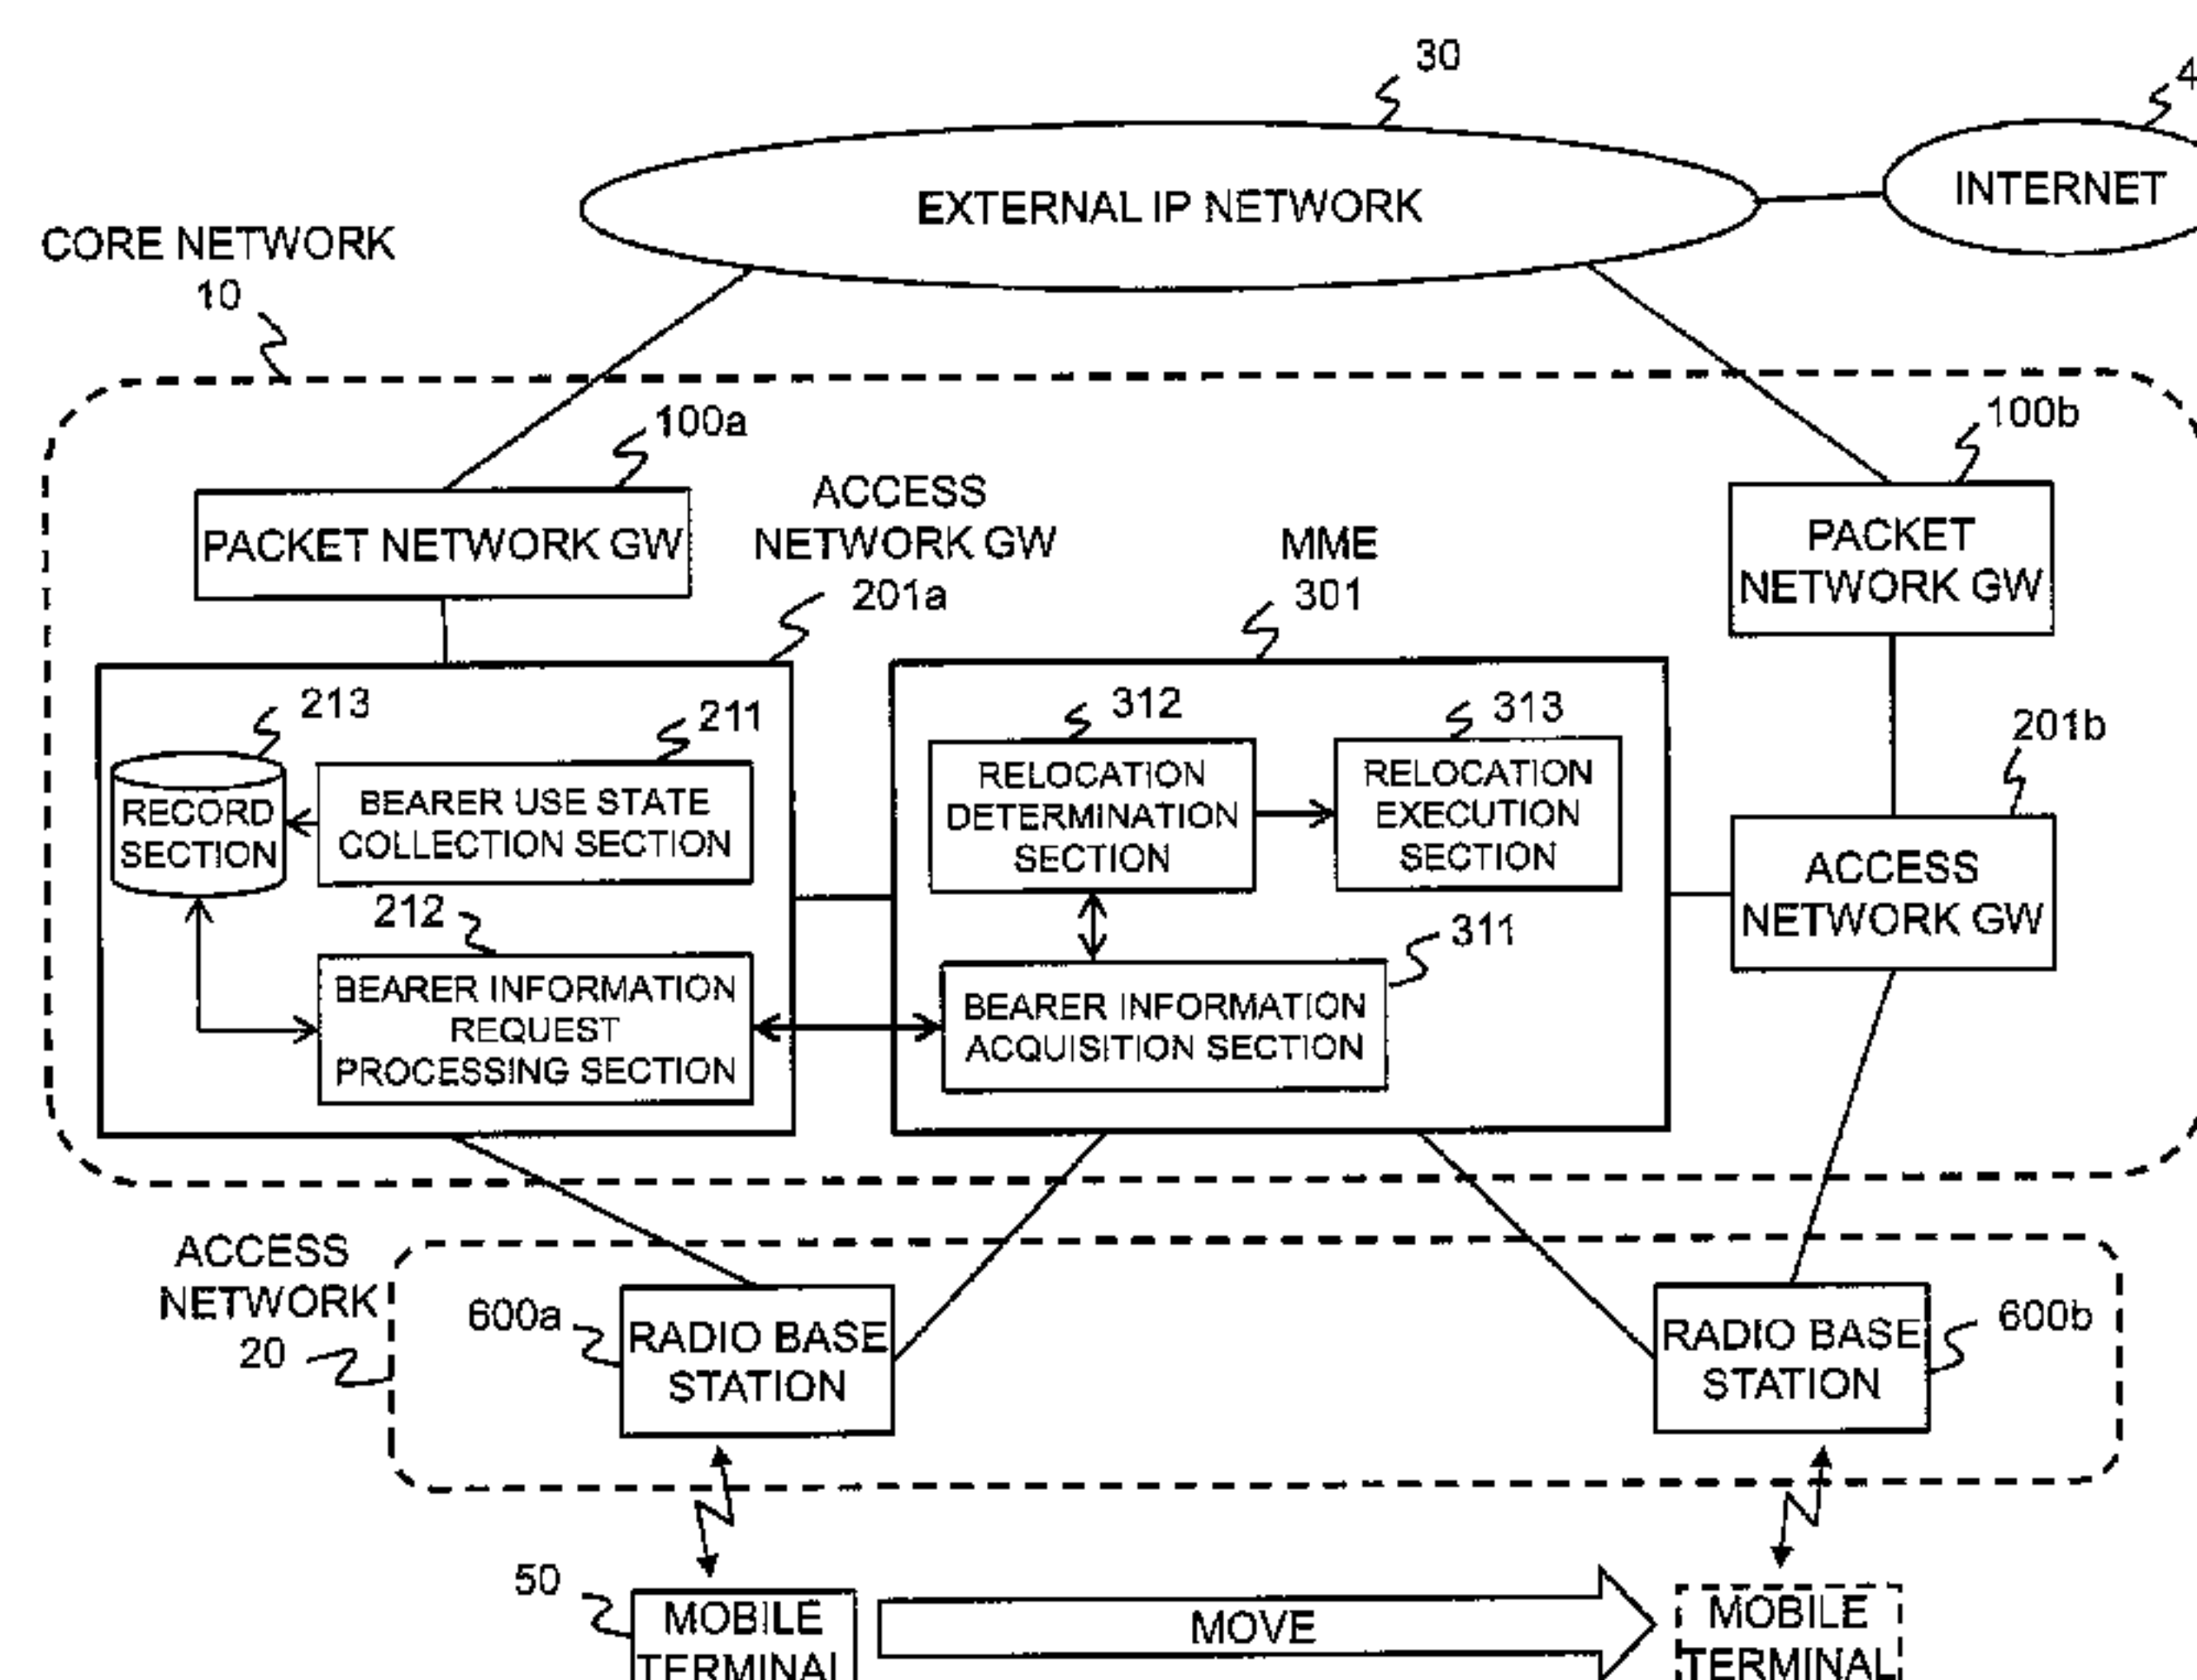 30
4
EXTERNAL IP NETWORK
INTERNET
CORE NETWORK
10
100a
100b
PACKET NETWORK GW
ACCESS
NETWORK GW
201a
MME
301
PACKET
NETWORK GW
213
211
312
313
201b
RECORD
SECTION
BEARER USE STATE
COLLECTION SECTION
RELOCATION
DETERMINATION
SECTION
RELOCATION
EXECUTION
SECTION
ACCESS
NETWORK GW
212
311
BEARER INFORMATION
REQUEST
PROCESSING SECTION
BEARER INFORMATION
ACQUISITION SECTION
ACCESS
NETWORK
20
600a
RADIO BASE
STATION
RADIO BASE
STATION
600b
50
MOBILE
TERMINAL
MOVE
MOBILE
TERMINAL